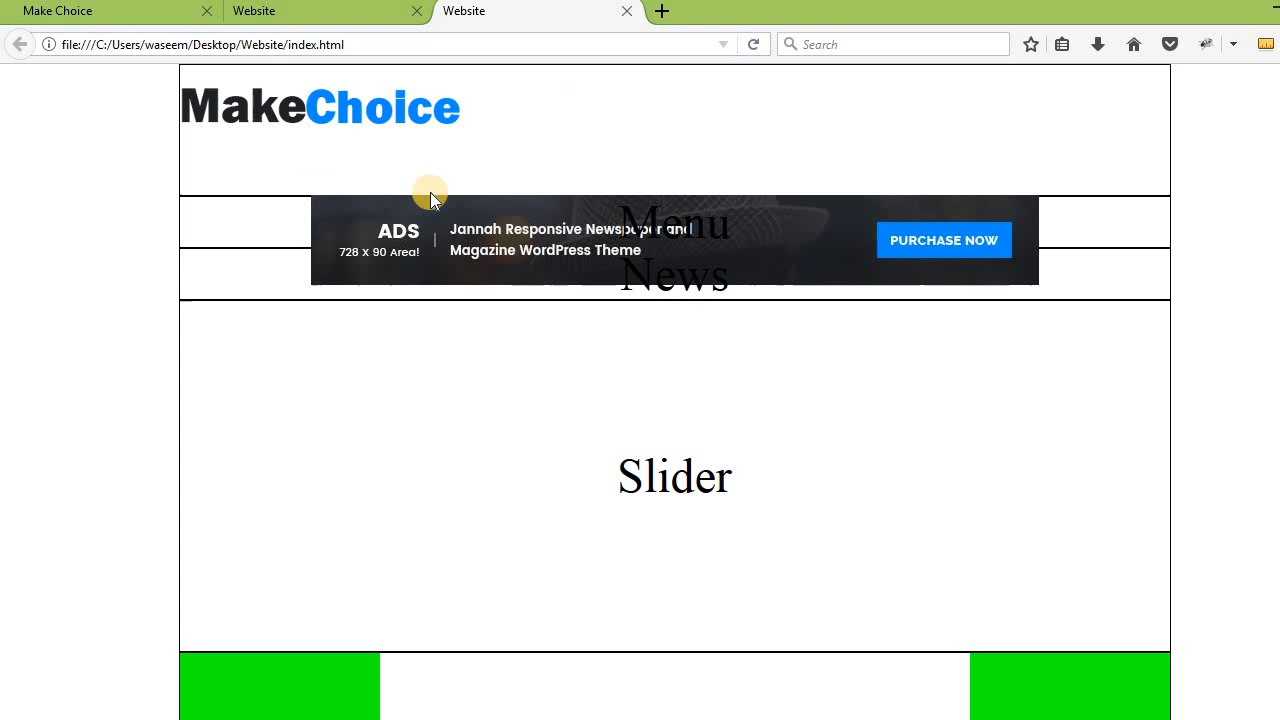 Make Choice
Website
Website
file:///C:/Users/waseem/Desktop/Website/index.html
Search
MakeChoice
ADS
728 X 90 Area!
Jannah Responsive Newspaper and
Magazine WordPress Theme
PURCHASE NOW
Menu
News
Slider